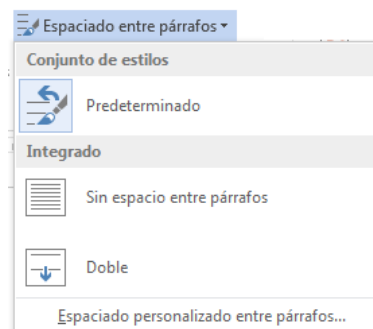 Espaciado entre párrafos
Conjunto de estilos
Predeterminado
Integrado
Sin espacio entre párrafos
Doble
Espaciado personalizado entre párrafos...